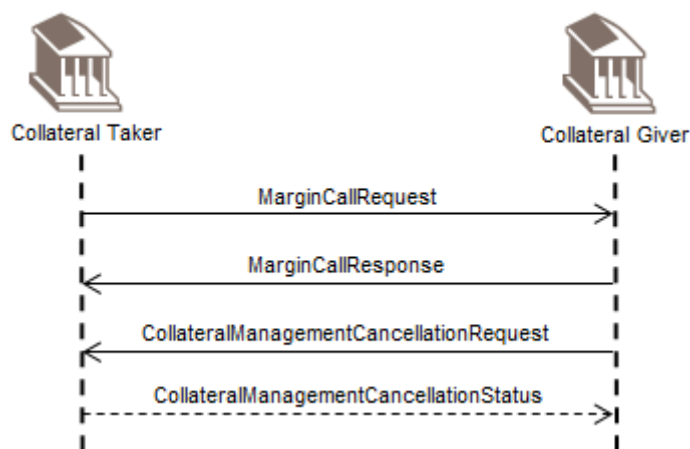 Collateral Taker
Collateral Giver
MarginCallRequest
MarginCallResponse
CollateralManagementCancellationRequest
CollateralManagementCancellationStatus